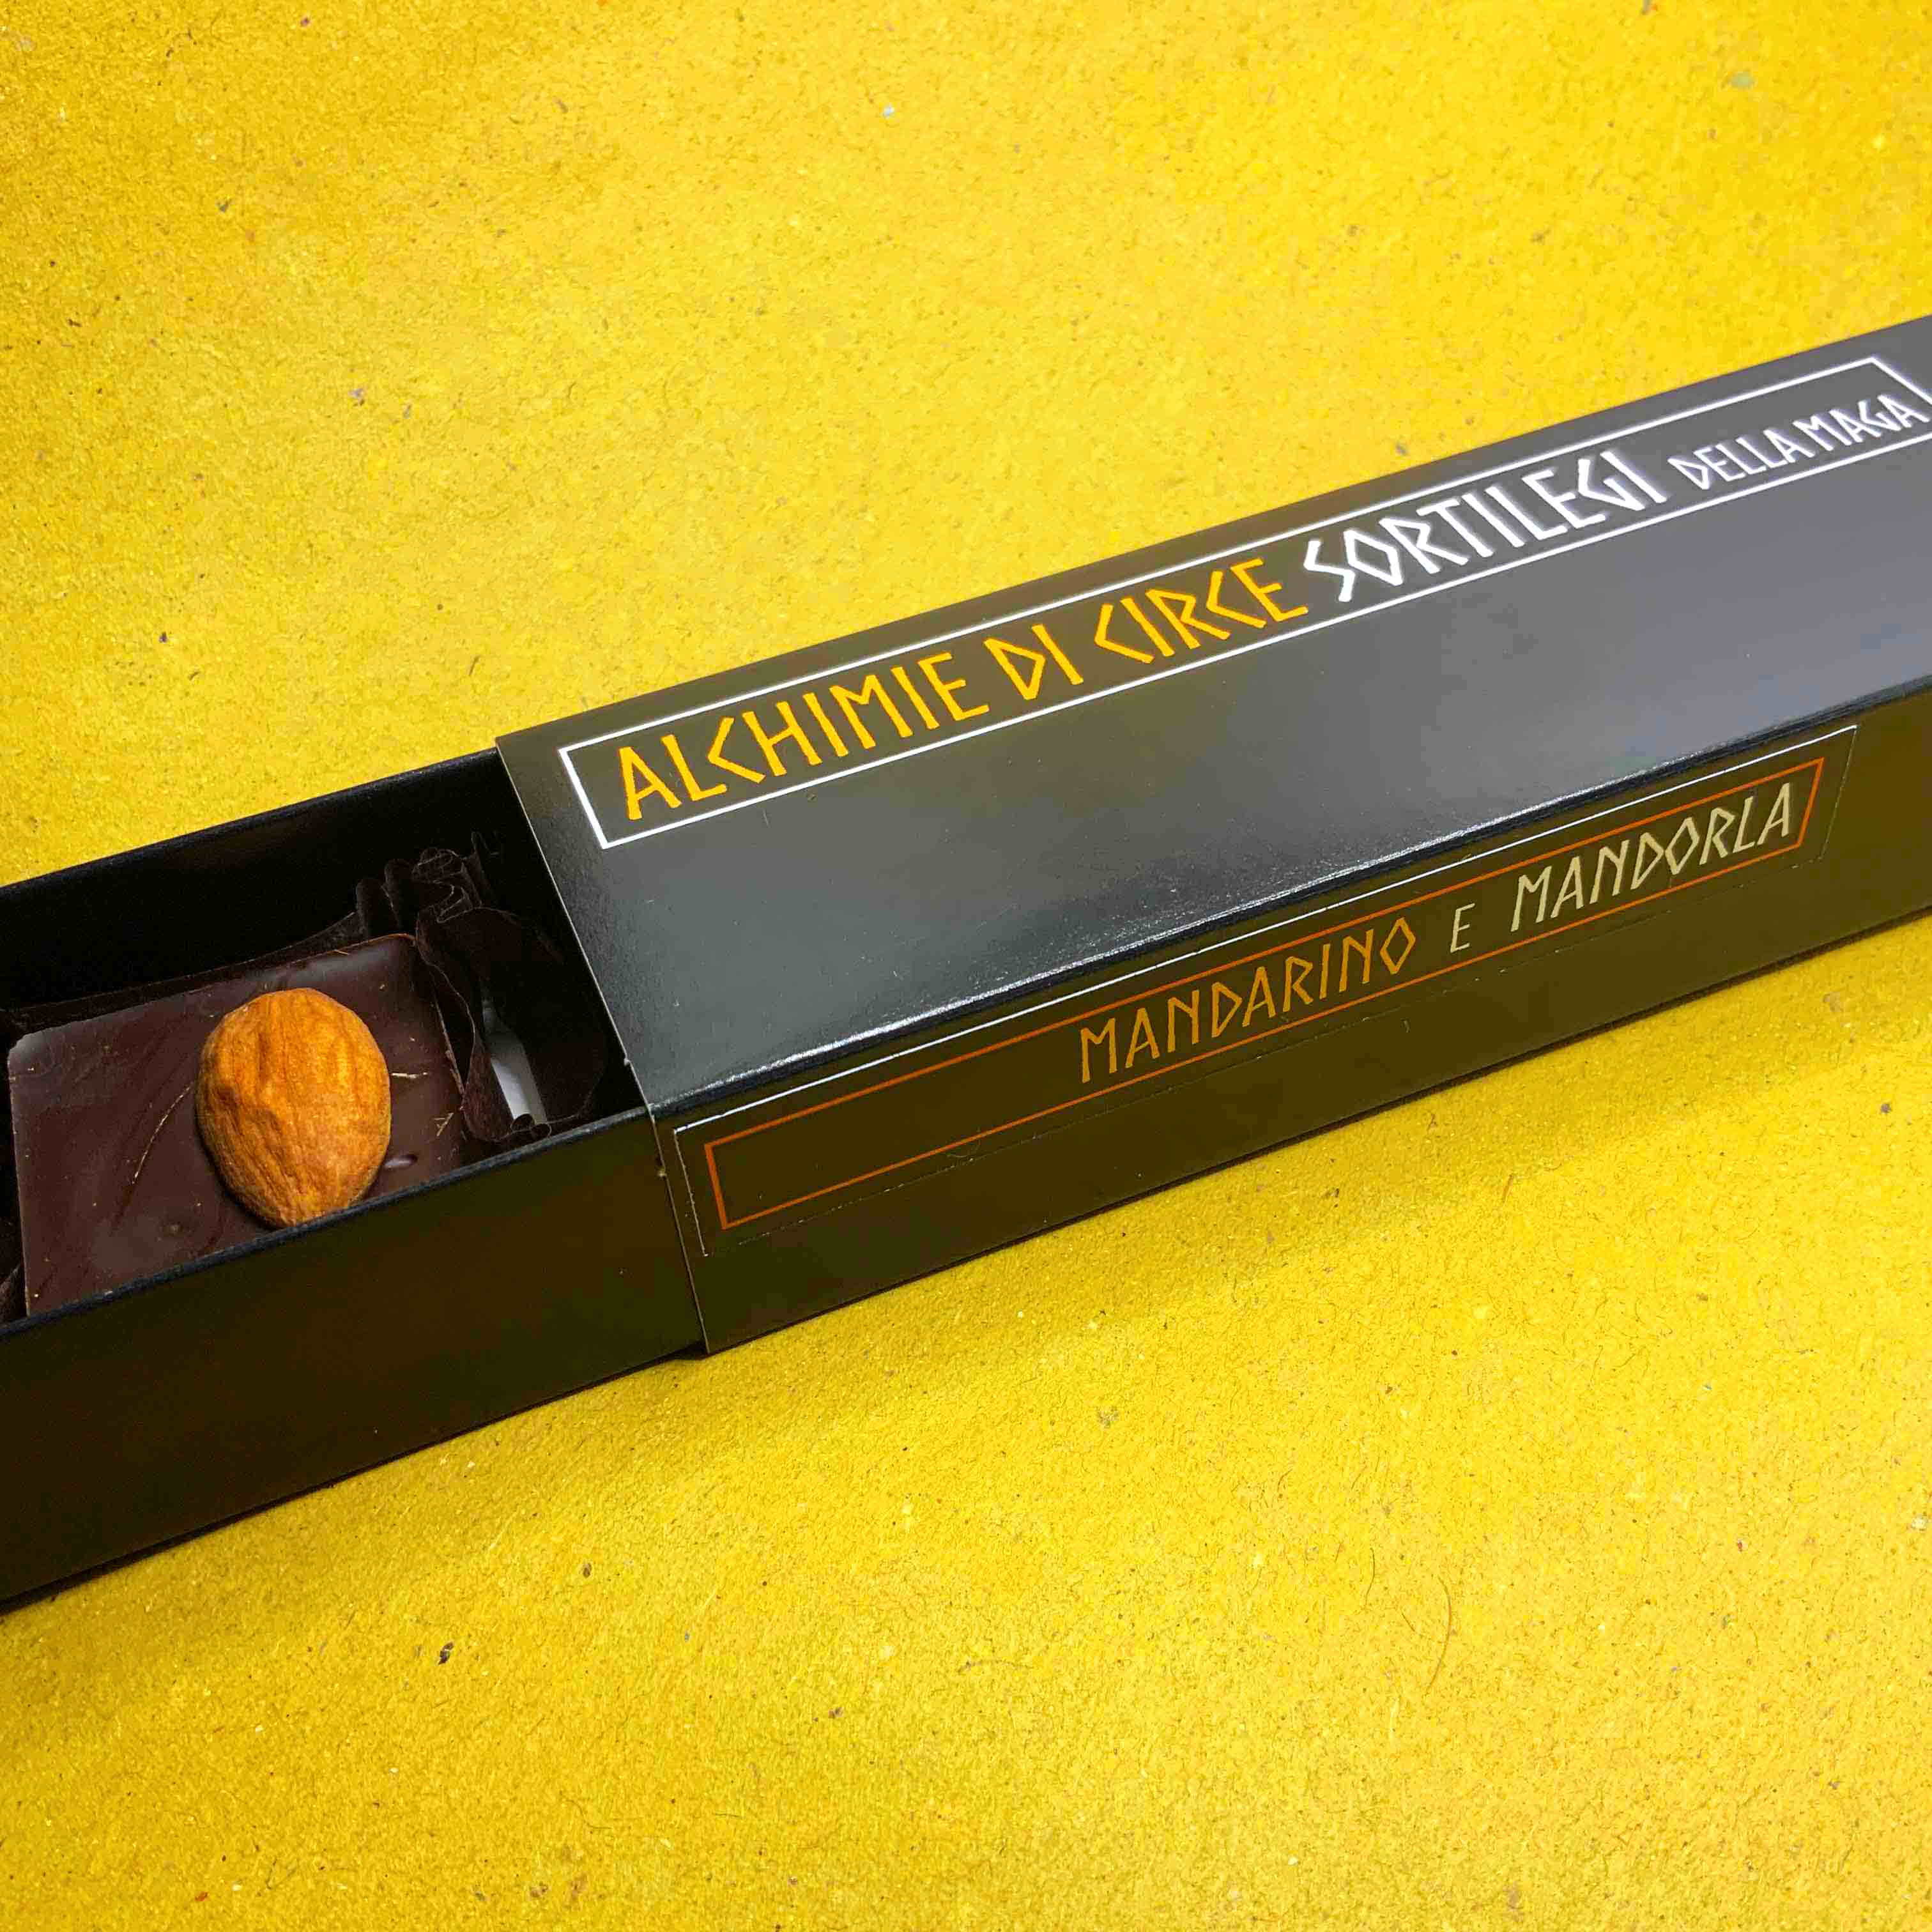 ALCHIMIE DI CIRCE SORTILEGI DELLA MAGA
MANDARINO E MANDORLA